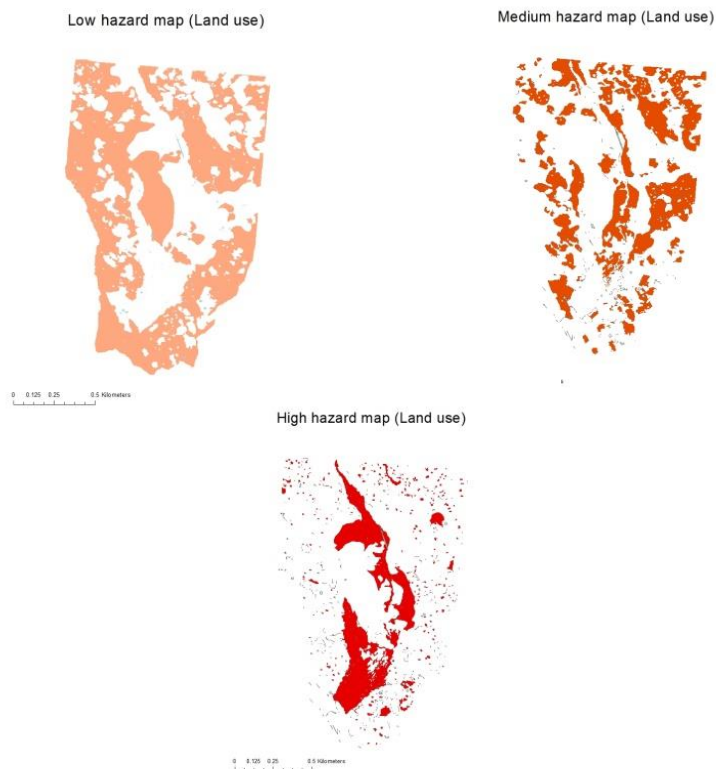 Low hazard map (Land use)
Medium hazard map (Land use)
0 0.125 0.25 0.5 Kilometers
High hazard map (Land use)
0 0.125 0.25 0.5 Kilometers